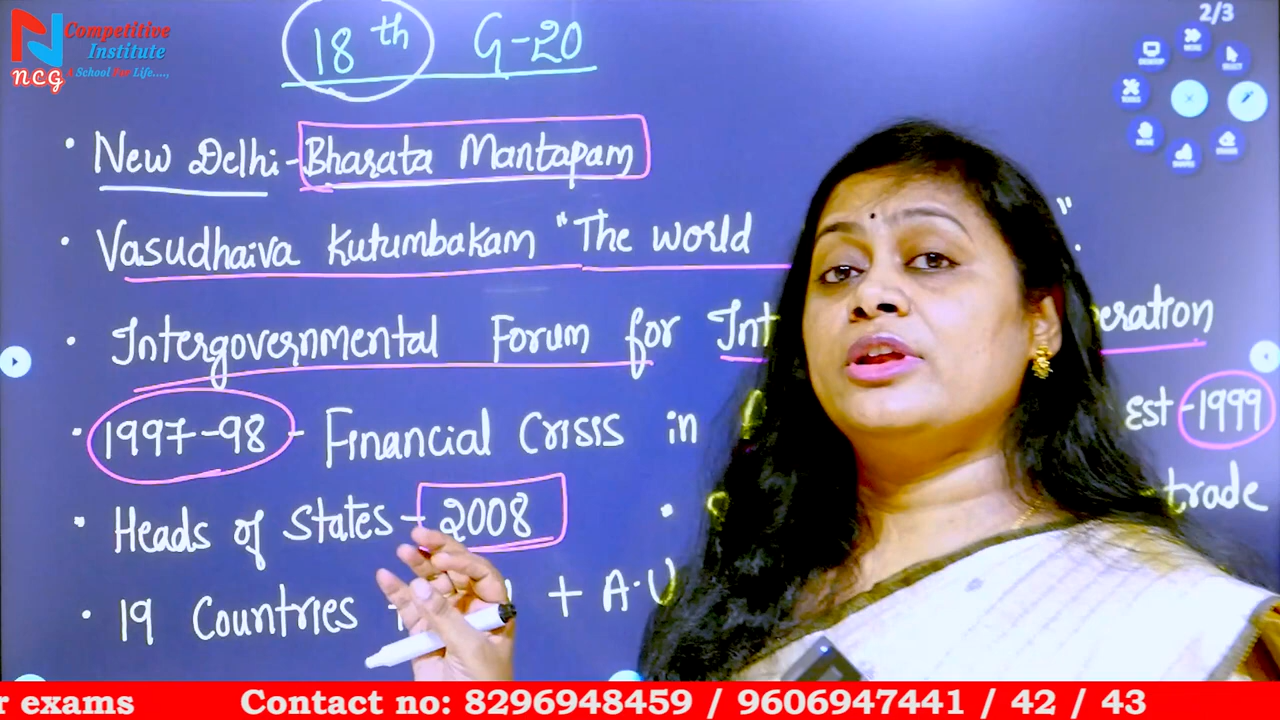 Competitive
Institute
ncg A School For Life....,
2/3
18th G-20
• New Delhi - Bharata Mantapam
• Vasudhaiva Kutumbakam "The world ".
• Intergovernmental Forum for Int eration
• 1997-98 - Financial Crisis in Est-1999
• Heads of States - 2008 • trade
• 19 Countries + A.U
r exams Contact no: 8296948459 / 9606947441 / 42 / 43